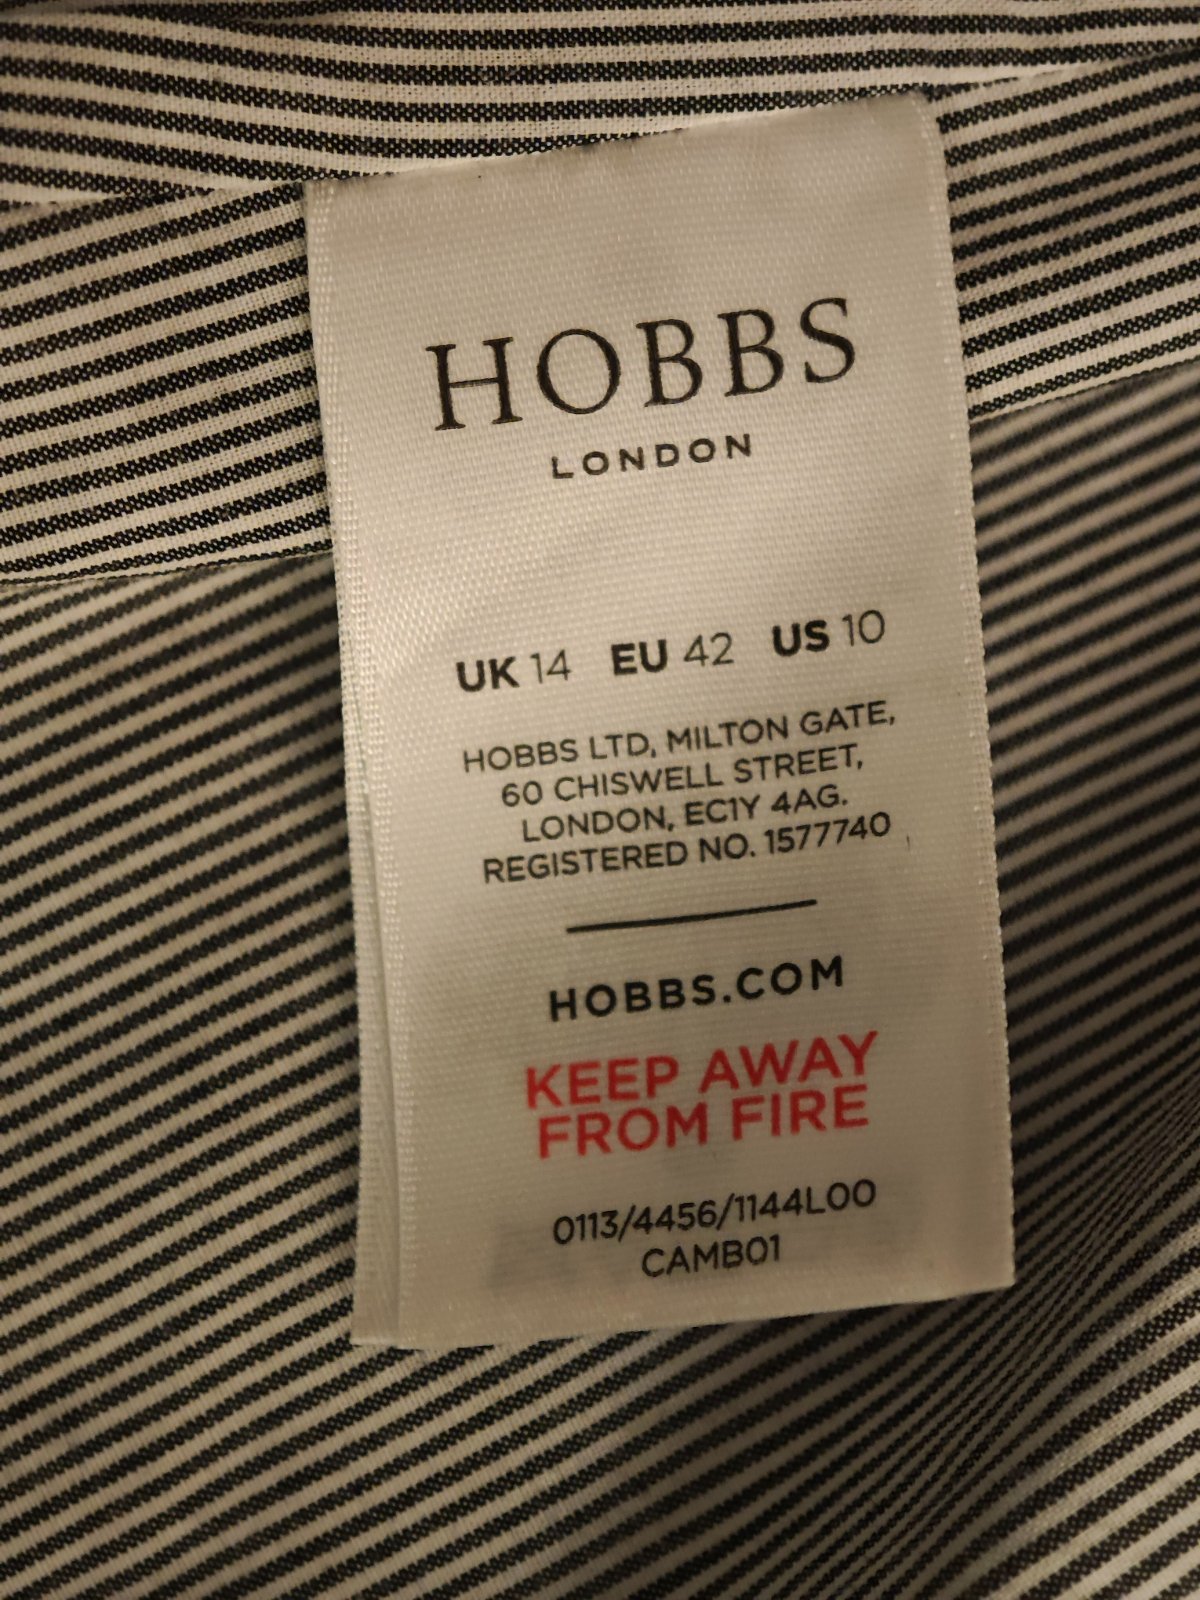 HOBBS
LONDON
UK 14 EU 42 US 10
HOBBS LTD, MILTON GATE,
60 CHISWELL STREET,
LONDON, EC1Y 4AG.
REGISTERED NO. 1577740
HOBBS.COM
KEEP AWAY
FROM FIRE
0113/4456/1144L00
CAMB01